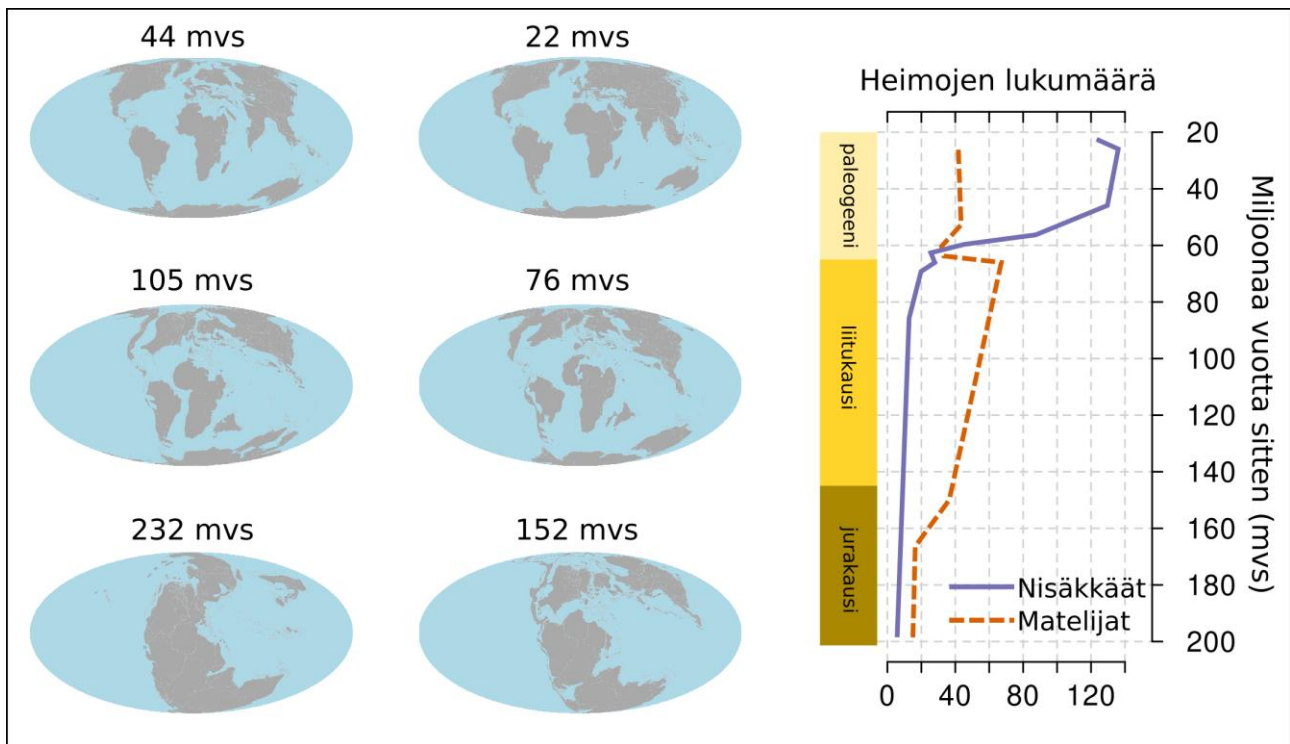 44 mvs
22 mvs
105 mvs
76 mvs
232 mvs
152 mvs
Heimojen lukumäärä
paleogeeni
liitukausi
jurakausi
20
40
60
80
100
120
140
160
180
200
Miljoonaa vuotta sitten (mvs)
Nisäkkäät
Matelijat
0 40 80 120